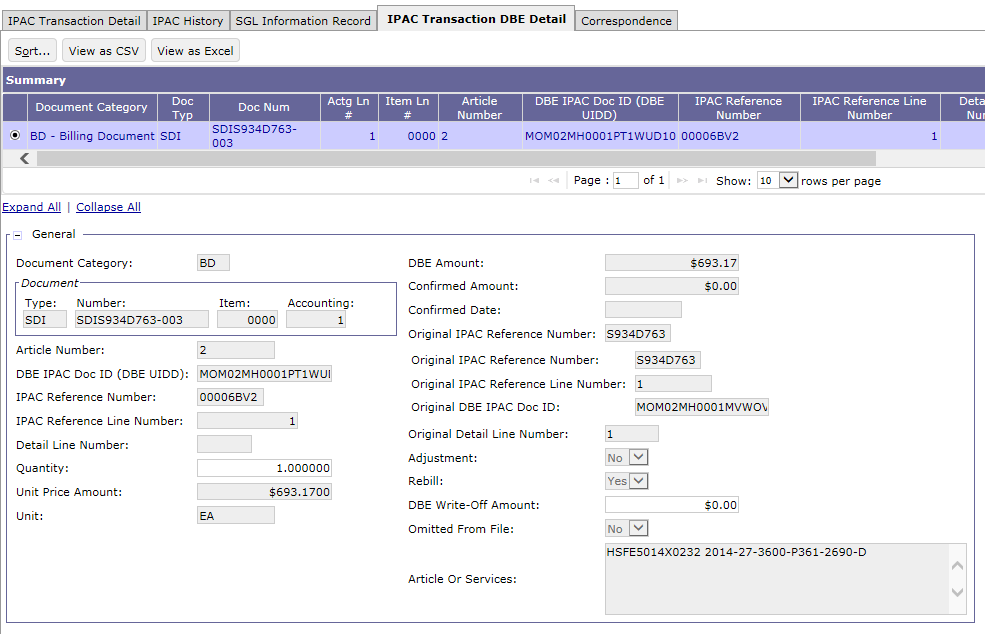 IPAC Transaction Detail IPAC History SGL Information Record IPAC Transaction DBE Detail Correspondence
Sort... View as CSV View as Excel
Summary
Document Category Doc Typ Doc Num Actg Ln # Item Ln # Article Number DBE IPAC Doc ID (DBE UIDD) IPAC Reference Number IPAC Reference Line Number
BD - Billing Document SDI SDIS934D763-003 1 0000 2 MOM02MH0001PT1WUD10 00006BV2 1
Page : 1 of 1 Show: 10 rows per page
Expand All | Collapse All
General
Document Category: BD
Document
Type: Number: Item: Accounting:
SDI SDIS934D763-003 0000 1
Article Number: 2
DBE IPAC Doc ID (DBE UIDD): MOM02MH0001PT1WUI
IPAC Reference Number: 00006BV2
IPAC Reference Line Number: 1
Detail Line Number:
Quantity: 1.000000
Unit Price Amount: $693.1700
Unit: EA
DBE Amount: $693.17
Confirmed Amount: $0.00
Confirmed Date:
Original IPAC Reference Number: S934D763
Original IPAC Reference Number: S934D763
Original IPAC Reference Line Number: 1
Original DBE IPAC Doc ID: MOM02MH0001MVWOV
Original Detail Line Number: 1
Adjustment: No
Rebill: Yes
DBE Write-Off Amount: $0.00
Omitted From File: No
HSFE5014X0232 2014-27-3600-P361-2690-D
Article Or Services: